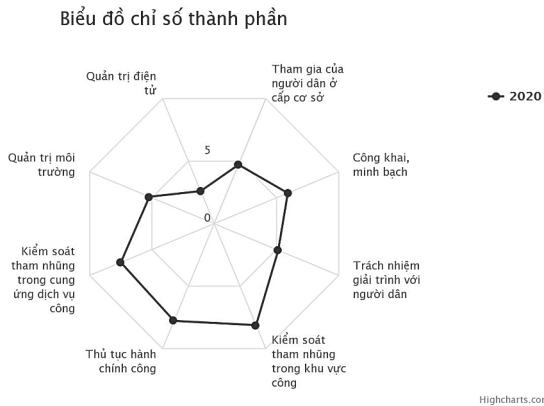 Biểu đồ chỉ số thành phần
Quản trị điện
tử
Tham gia của
người dân ở
cấp cơ sở
2020
5
Quản trị môi
trường
Công khai,
minh bạch
0
Kiểm soát
tham nhũng
trong cung
ứng dịch vụ
công
Trách nhiệm
giải trình với
người dân
Thủ tục hành
chính công
Kiểm soát
tham nhũng
trong khu vực
công
Highcharts.com